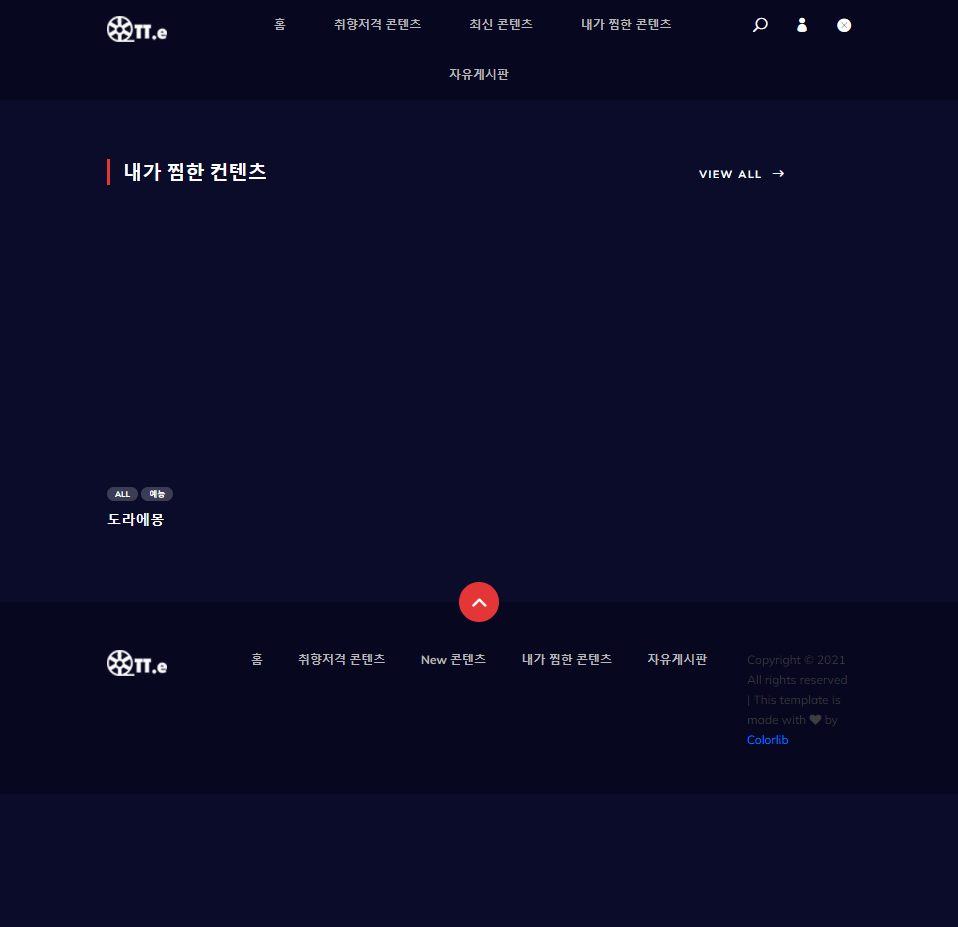 OTT.e
홈 취향저격 콘텐츠 최신 콘텐츠 내가 찜한 콘텐츠
자유게시판
내가 찜한 컨텐츠
VIEW ALL →
ALL 예능
도라에몽
OTT.e
홈 취향저격 콘텐츠 New 콘텐츠 내가 찜한 콘텐츠 자유게시판
Copyright © 2021
All rights reserved
| This template is
made with ♥ by
Colorlib